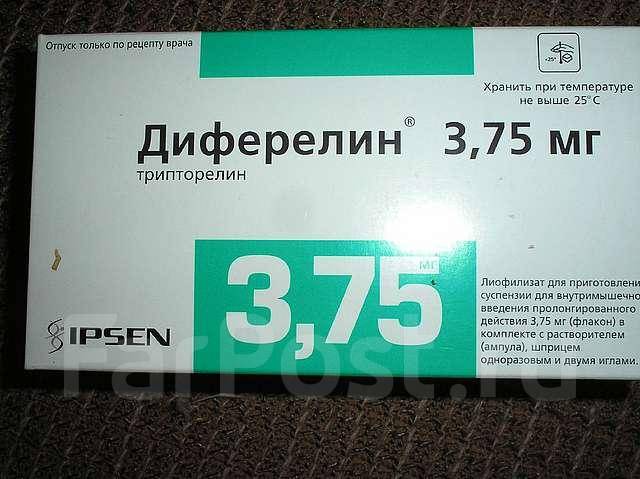 Отпуск только по рецепту врача
+25°
Хранить при температуре
не выше 25°С
Диферелин® 3,75 мг
трипторелин
3,75 мг
IPSEN
Лиофилизат для приготовлени
суспензии для внутримышечно
введения пролонгированного
действия 3,75 мг (флакон) в
комплекте с растворителем
(ампула), шприцем
одноразовым и двумя иглами.
FarPost.ru